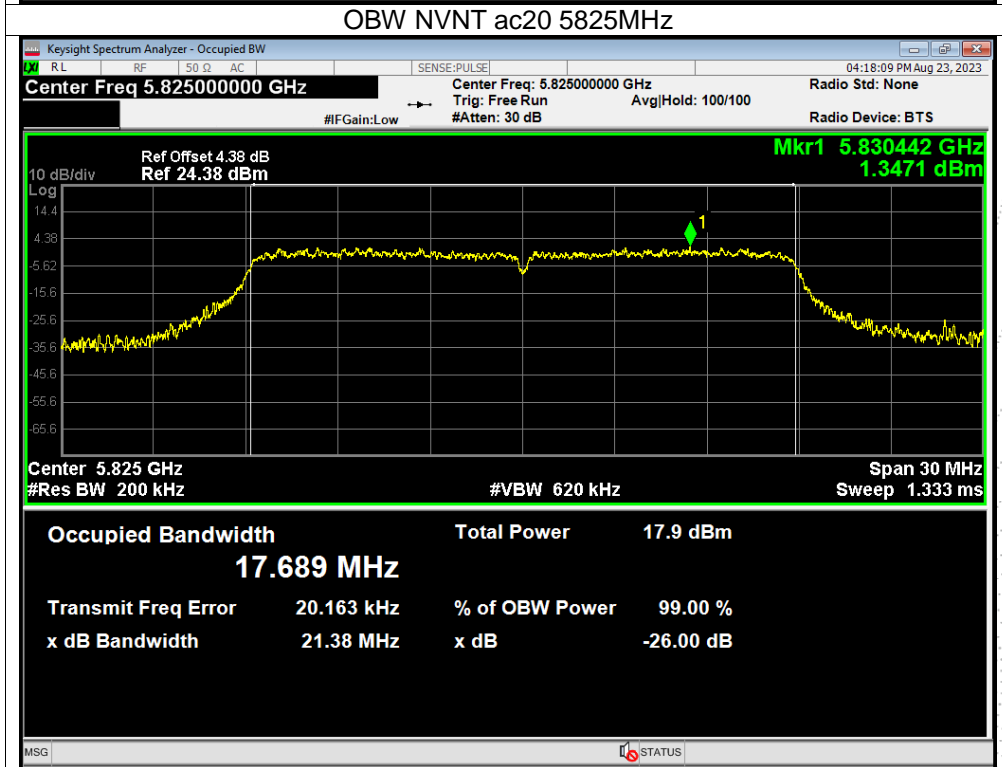 OBW NVNT ac20 5825MHz
Keysight Spectrum Analyzer - Occupied BW
LXI RL RF 50 Ω AC SENSE:PULSE 04:18:09 PM Aug 23, 2023
Center Freq 5.825000000 GHz Center Freq: 5.825000000 GHz Radio Std: None
Trig: Free Run Avg|Hold: 100/100
#IFGain:Low #Atten: 30 dB Radio Device: BTS
Ref Offset 4.38 dB Mkr1 5.830442 GHz
10 dB/div Ref 24.38 dBm 1.3471 dBm
Log
14.4
1
4.38
-5.62
-15.6
-25.6
-35.6
-45.6
-55.6
-65.6
Center 5.825 GHz Span 30 MHz
#Res BW 200 kHz #VBW 620 kHz Sweep 1.333 ms
Occupied Bandwidth Total Power 17.9 dBm
17.689 MHz
Transmit Freq Error 20.163 kHz % of OBW Power 99.00 %
x dB Bandwidth 21.38 MHz x dB -26.00 dB
MSG STATUS